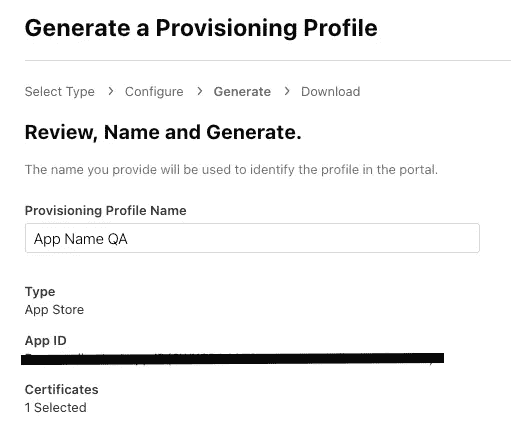 Generate a Provisioning Profile
Select Type > Configure > Generate > Download
Review, Name and Generate.
The name you provide will be used to identify the profile in the portal.
Provisioning Profile Name
App Name QA
Type
App Store
App ID
Certificates
1 Selected